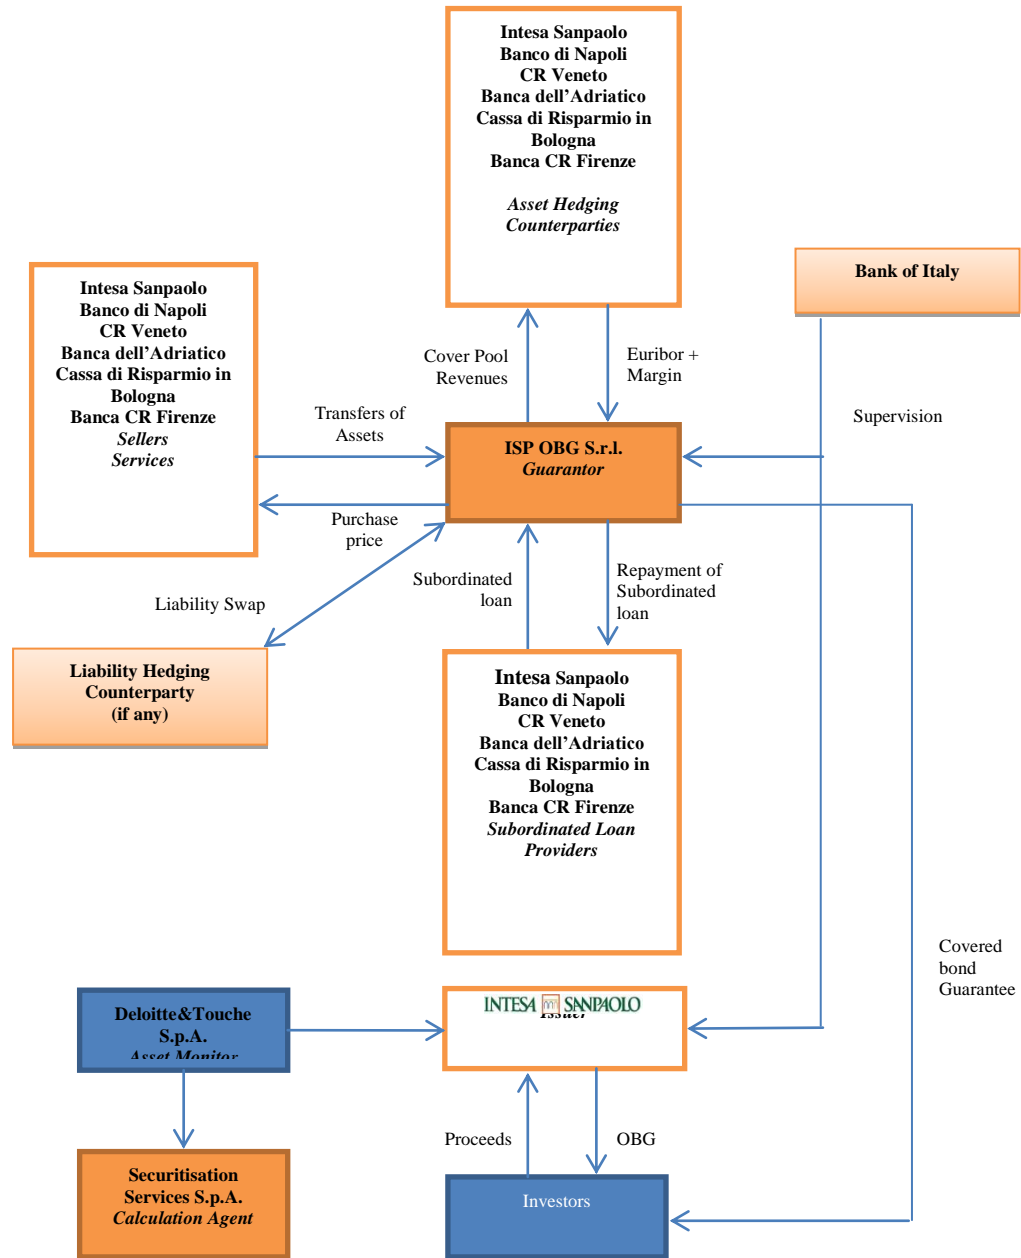 Intesa Sanpaolo
Banco di Napoli
CR Veneto
Banca dell'Adriatico
Cassa di Risparmio in
Bologna
Banca CR Firenze
Asset Hedging
Counterparties
Intesa Sanpaolo
Banco di Napoli
CR Veneto
Banca dell'Adriatico
Cassa di Risparmio in
Bologna
Banca CR Firenze
Sellers
Services
Bank of Italy
Cover Pool
Revenues
Euribor +
Margin
Transfers of
Assets
Supervision
ISP OBG S.r.l.
Guarantor
Purchase
price
Subordinated
loan
Repayment of
Subordinated
loan
Liability Swap
Liability Hedging
Counterparty
(if any)
Intesa Sanpaolo
Banco di Napoli
CR Veneto
Banca dell'Adriatico
Cassa di Risparmio in
Bologna
Banca CR Firenze
Subordinated Loan
Providers
Covered
bond
Guarantee
INTESA SANPAOLO
Issuer
Deloitte&Touche
S.p.A.
Asset Monitor
Proceeds
OBG
Securitisation
Services S.p.A.
Calculation Agent
Investors